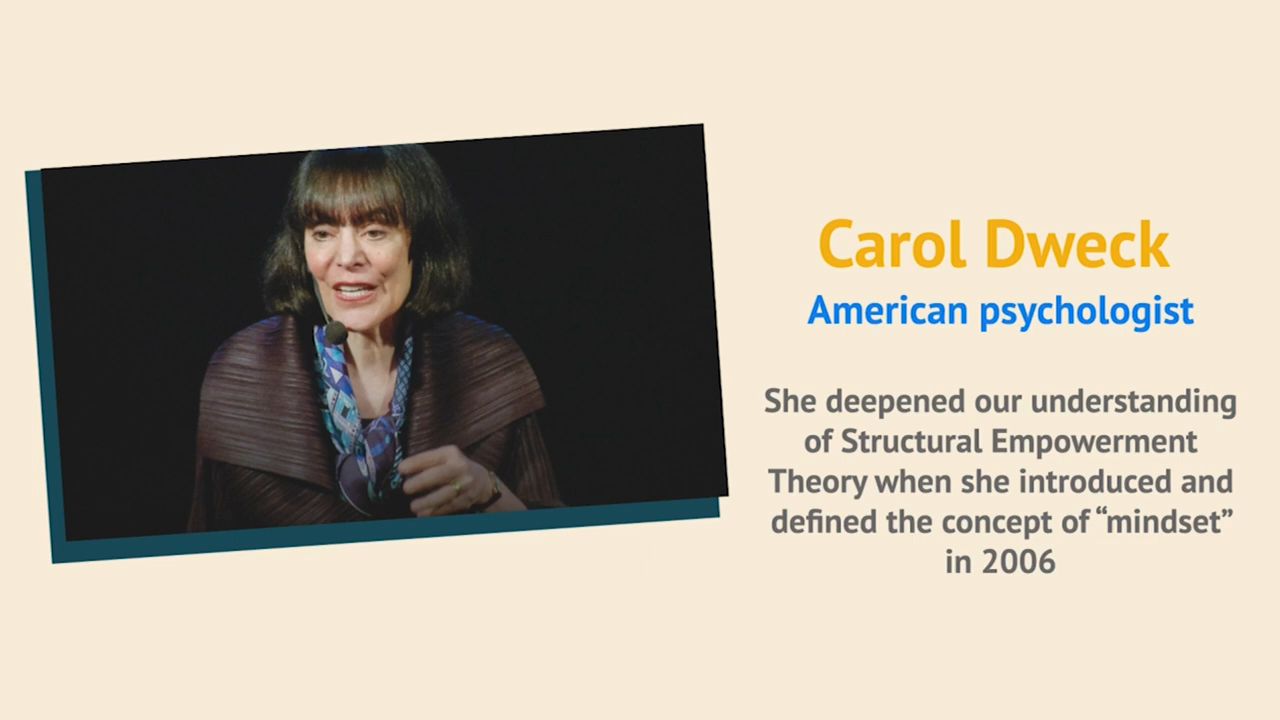 Carol Dweck
American psychologist
She deepened our understanding
of Structural Empowerment
Theory when she introduced and
defined the concept of “mindset”
in 2006